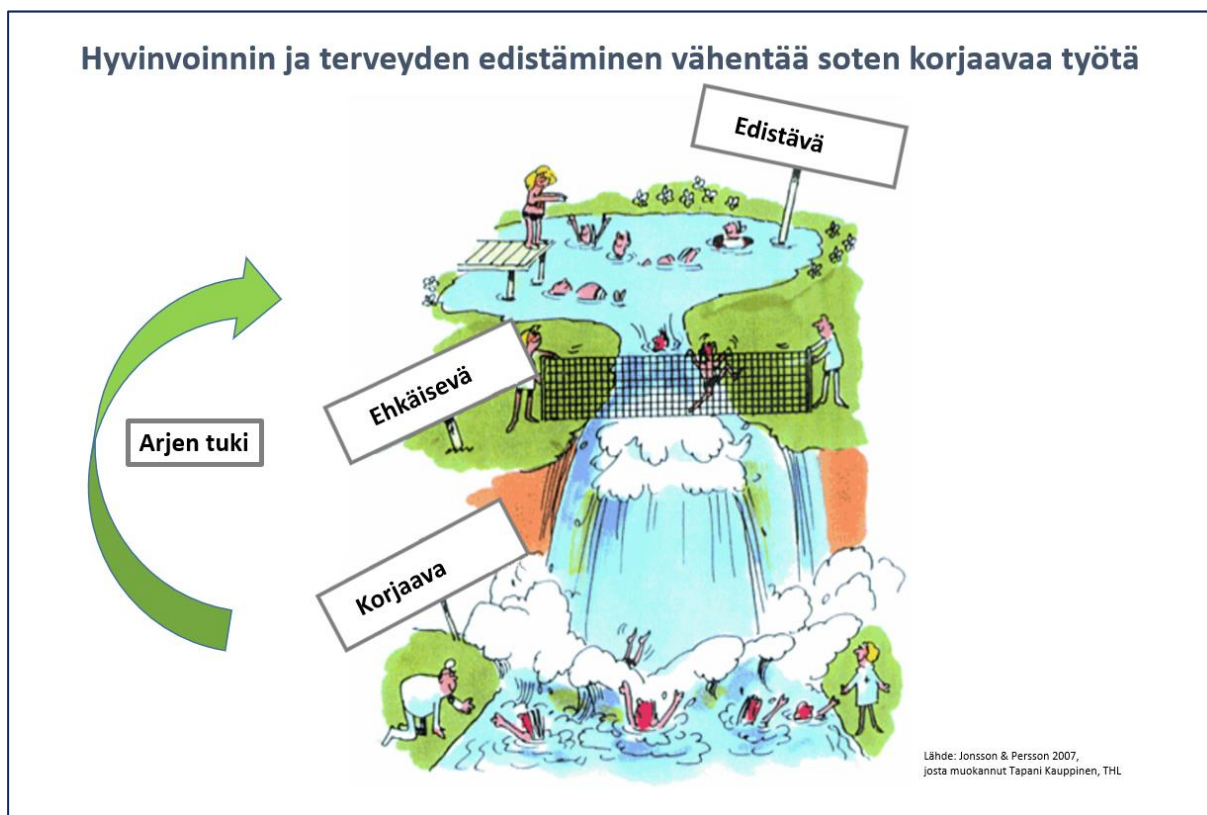 Hyvinvoinnin ja terveyden edistäminen vähentää soten korjaavaa työtä
Edistävä
Ehkäisevä
Arjen tuki
Korjaava
Lähde: Jonsson & Persson 2007,
josta muokannut Tapani Kauppinen, THL